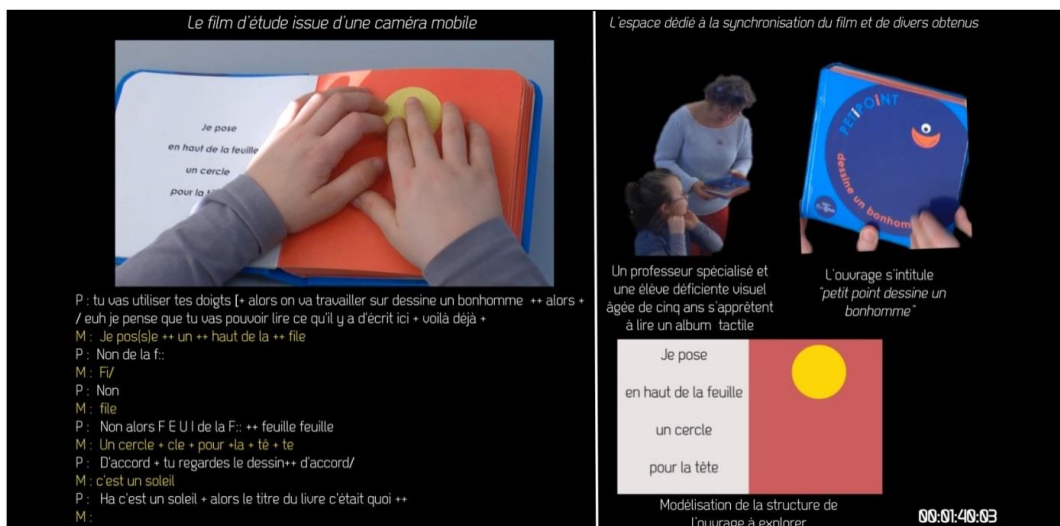 Le film d'étude issue d'une caméra mobile
Je pose
en haut de la feuille
un cercle
pour la
P : tu vas utiliser tes doigts [+ alors on va travailler sur dessine un bonhomme ++ alors +
/ euh je pense que tu vas pouvoir lire ce qu'il y a d'écrit ici + voilà déjà +
M : Je pos(s)e ++ un ++ haut de la ++ file
P : Non de la f::
M : Fi/
P : Non
M : file
P : Non alors F E U I de la F:: ++ feuille feuille
M : Un cercle + cle + pour +la + tê + te
P : D'accord + tu regardes le dessin++ d'accord/
M : c'est un soleil
P : Ha c'est un soleil + alors le titre du livre c'était quoi ++
M :
L'espace dédié à la synchronisation du film et de divers obtenus
PETiPOiNT
dessine un bonhom
Un professeur spécialisé et
une élève déficiente visuel
âgée de cinq ans s'apprêtent
à lire un album tactile
L'ouvrage s'intitule
"petit point dessine un
bonhomme"
Je pose
en haut de la feuille
un cercle
pour la tête
Modélisation de la structure de
l'ouvrage à explorer
00:01:40:03